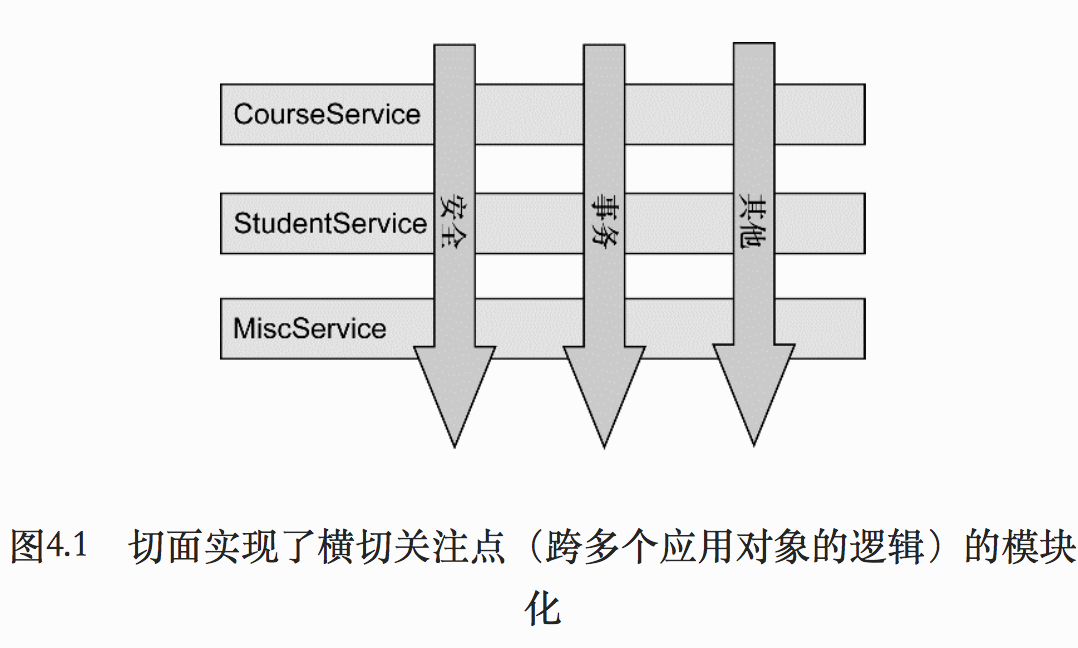 CourseService
StudentService
MiscService
安全
事务
其他
图4.1 切面实现了横切关注点（跨多个应用对象的逻辑）的模块
化